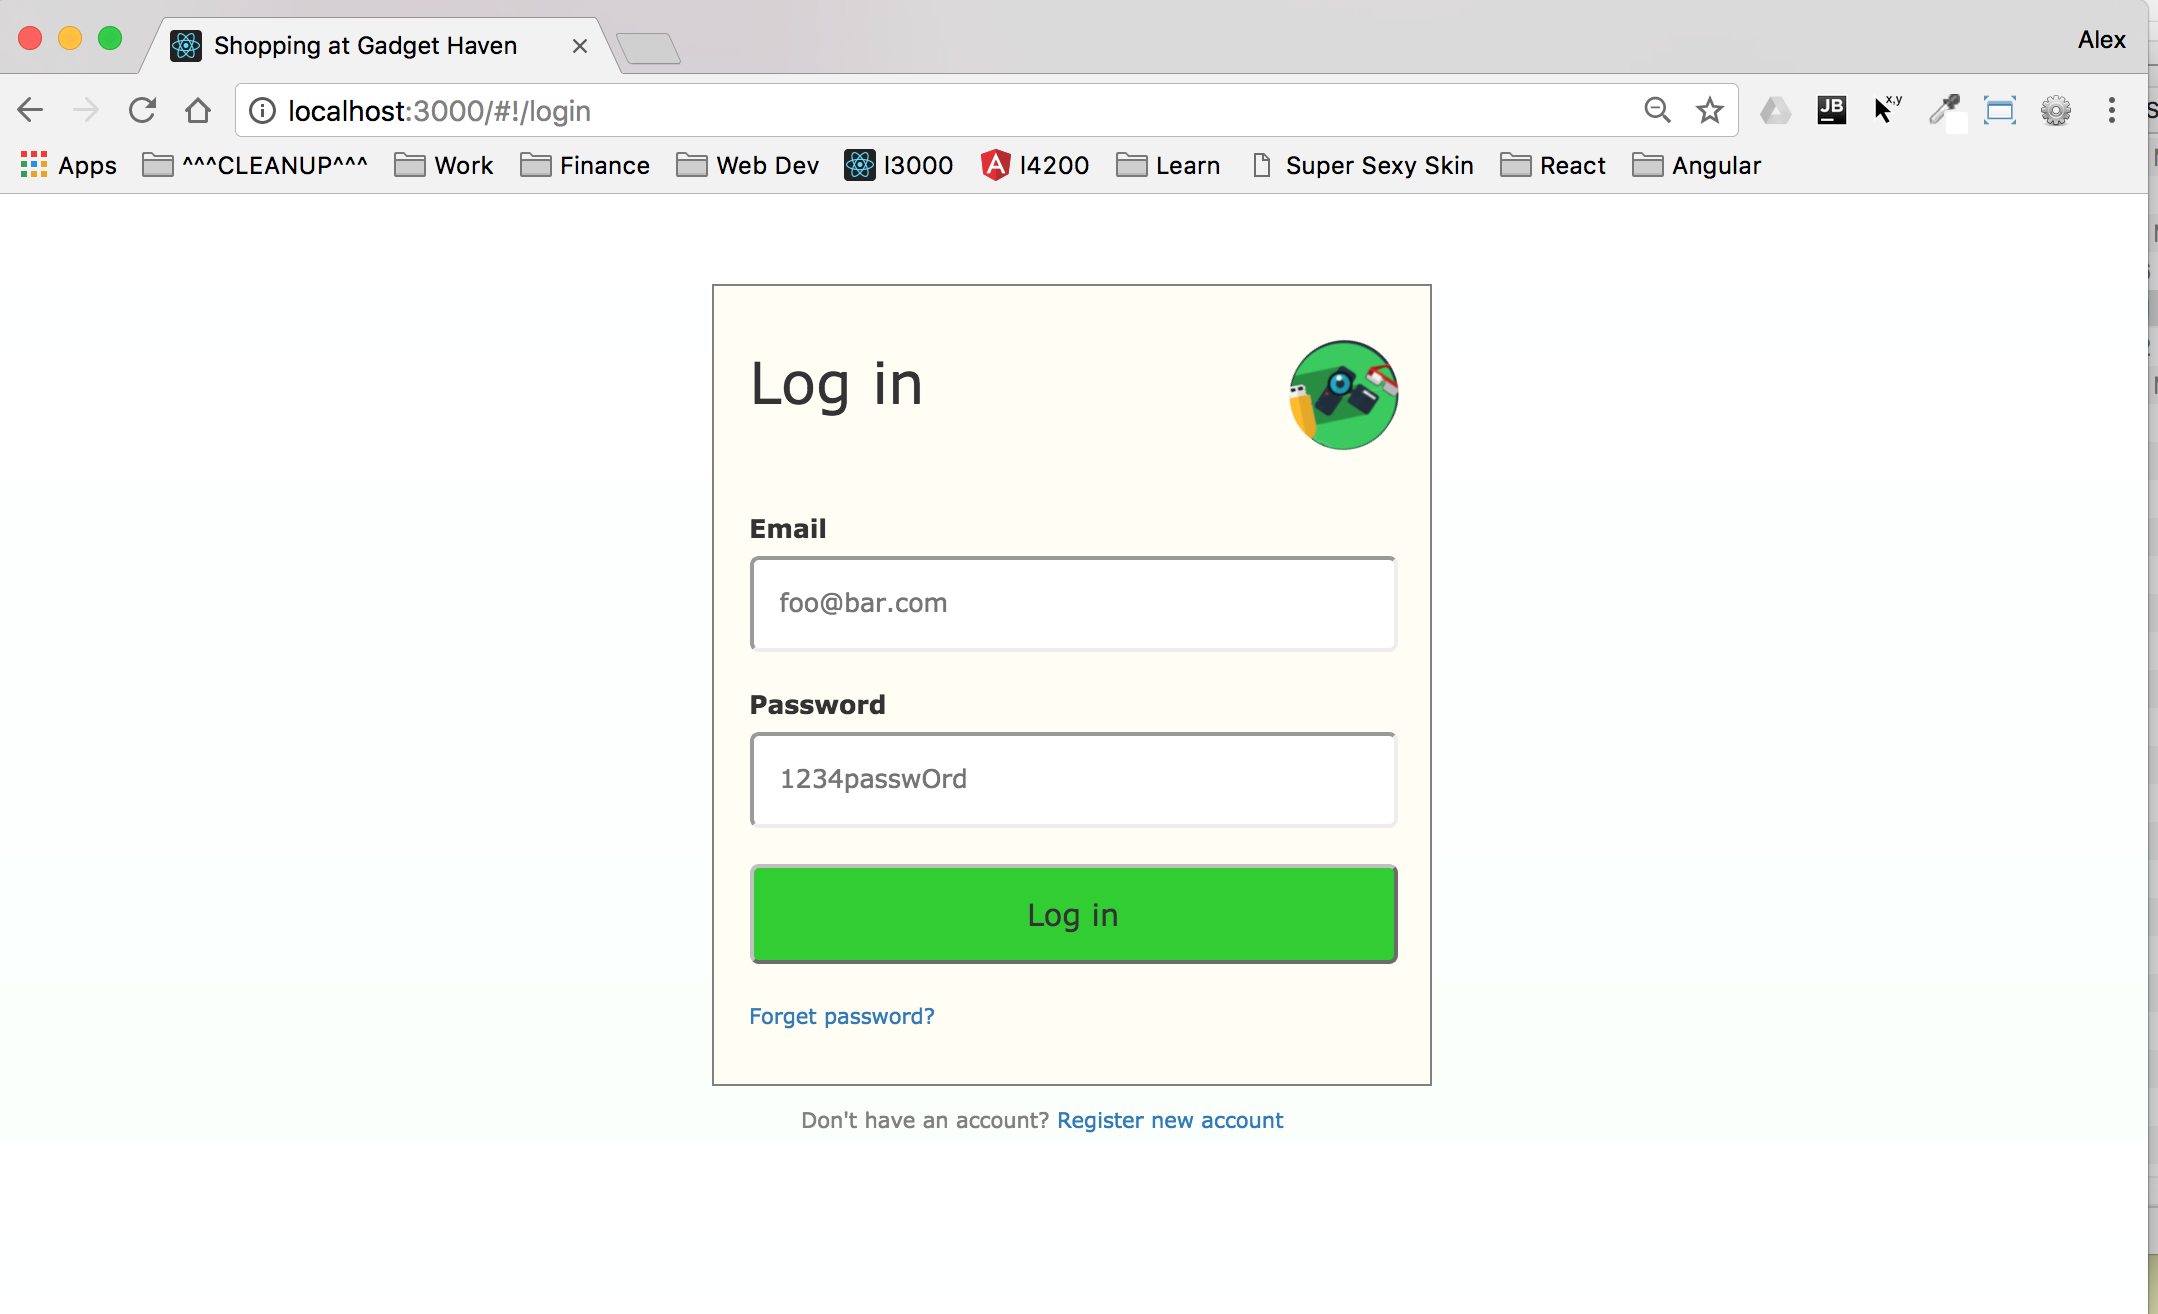 Shopping at Gadget Haven
Alex
localhost:3000/#!/login
JB
x,y
Apps ^^^CLEANUP^^^ Work Finance Web Dev l3000 l4200 Learn Super Sexy Skin React Angular
Log in
Email
foo@bar.com
Password
1234passwOrd
Log in
Forget password?
Don't have an account? Register new account